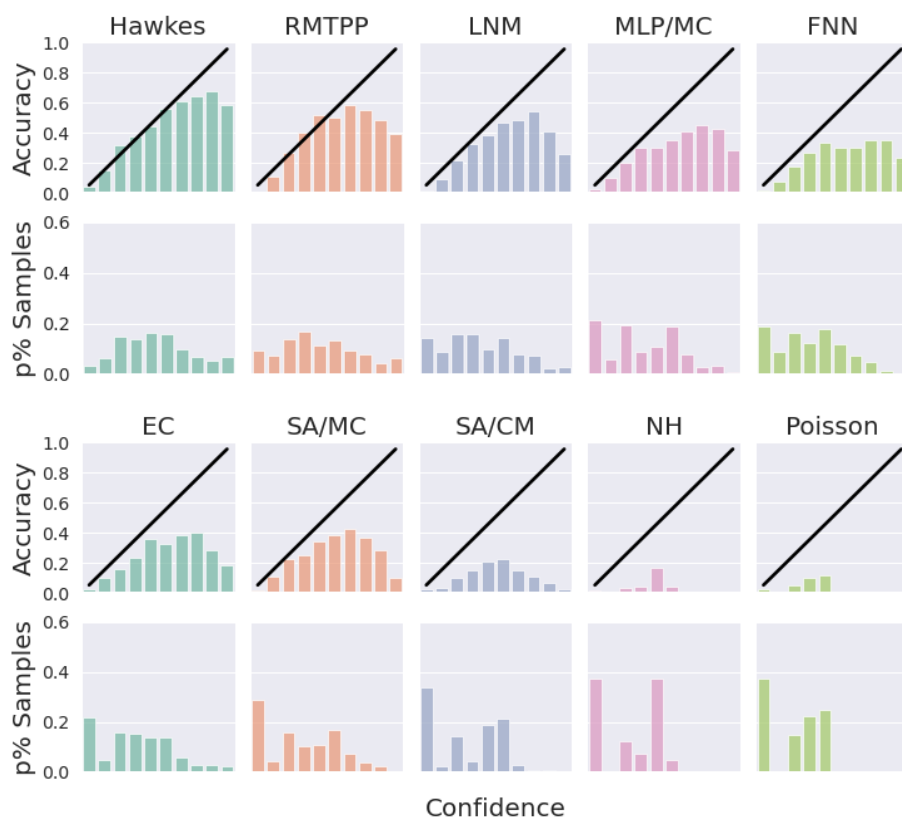 Hawkes RMTPP LNM MLP/MC FNN
Accuracy
1.0
0.8
0.6
0.4
0.2
0.0
p% Samples
0.6
0.4
0.2
0.0
EC SA/MC SA/CM NH Poisson
Accuracy
1.0
0.8
0.6
0.4
0.2
0.0
p% Samples
0.6
0.4
0.2
0.0
Confidence